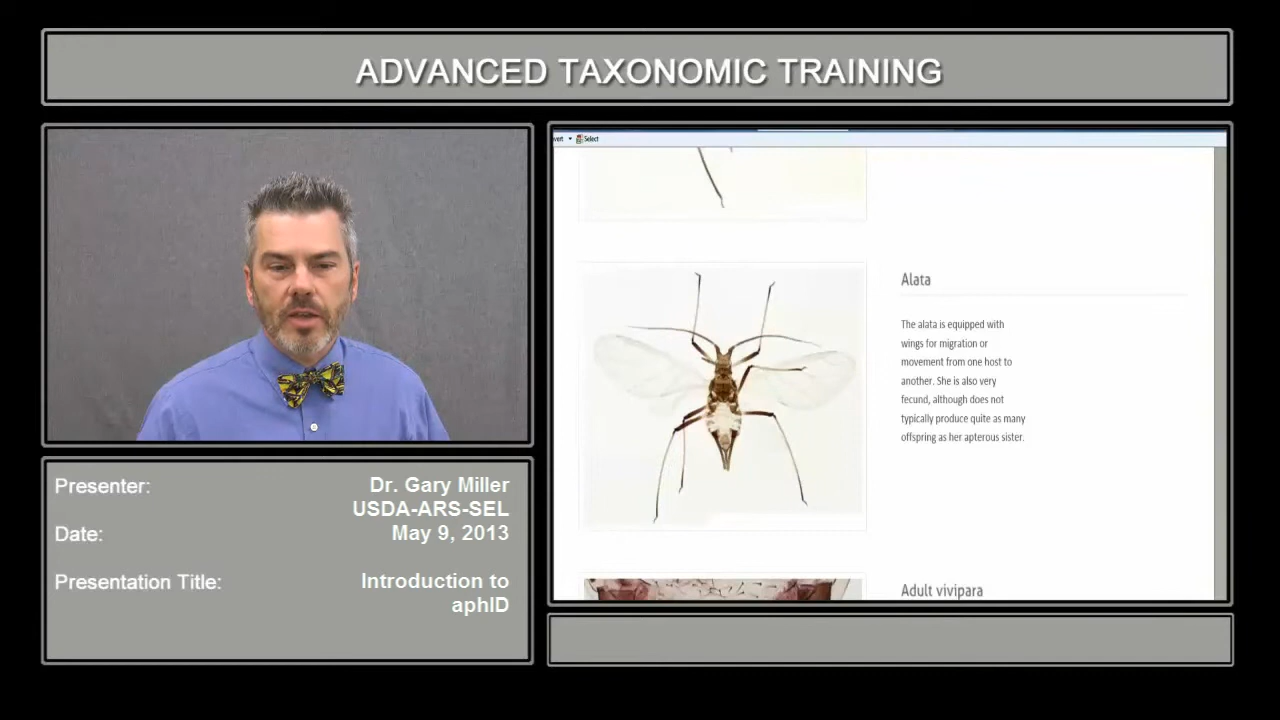 ADVANCED TAXONOMIC TRAINING
Presenter:
Dr. Gary Miller
USDA-ARS-SEL
Date:
May 9, 2013
Presentation Title:
Introduction to
aphID
vert
Select
Alata
The alata is equipped with
wings for migration or
movement from one host to
another. She is also very
fecund, although does not
typically produce quite as many
offspring as her apterous sister.
Adult vivipara